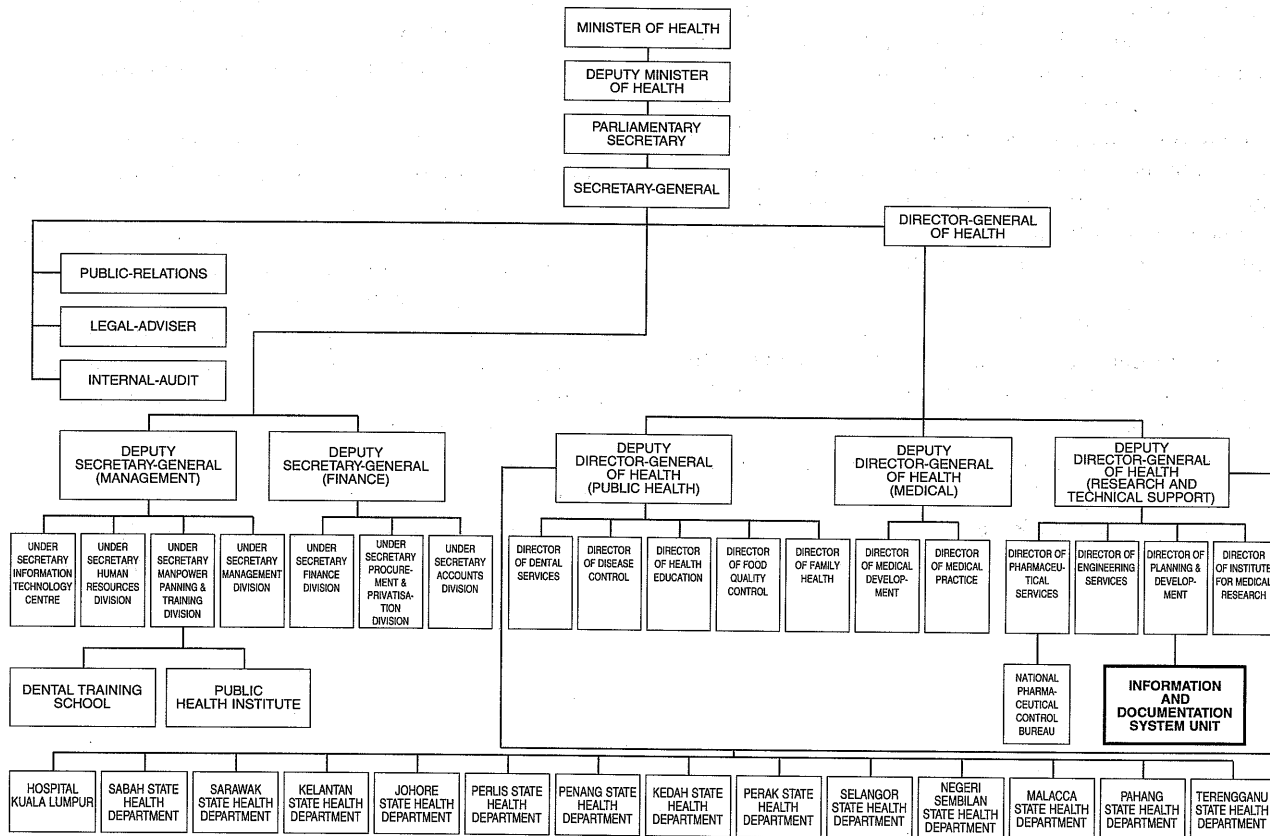 MINISTER OF HEALTH
DEPUTY MINISTER
OF HEALTH
PARLIAMENTARY
SECRETARY
SECRETARY-GENERAL
DIRECTOR-GENERAL
OF HEALTH
PUBLIC-RELATIONS
LEGAL-ADVISER
INTERNAL-AUDIT
DEPUTY
SECRETARY-GENERAL
(MANAGEMENT)
DEPUTY
SECRETARY-GENERAL
(FINANCE)
DEPUTY
DIRECTOR-GENERAL
OF HEALTH
(PUBLIC HEALTH)
DEPUTY
DIRECTOR-GENERAL
OF HEALTH
(MEDICAL)
DEPUTY
DIRECTOR-GENERAL
OF HEALTH
(RESEARCH AND
TECHNICAL SUPPORT)
UNDER
SECRETARY
INFORMATION
TECHNOLOGY
CENTRE
UNDER
SECRETARY
HUMAN
RESOURCES
DIVISION
UNDER
SECRETARY
MANPOWER
PANNING &
TRAINING
DIVISION
UNDER
SECRETARY
MANAGEMENT
DIVISION
UNDER
SECRETARY
FINANCE
DIVISION
UNDER
SECRETARY
PROCURE-
MENT &
PRIVATISA-
TION
DIVISION
UNDER
SECRETARY
ACCOUNTS
DIVISION
DIRECTOR
OF DENTAL
SERVICES
DIRECTOR
OF DISEASE
CONTROL
DIRECTOR
OF HEALTH
EDUCATION
DIRECTOR
OF FOOD
QUALITY
CONTROL
DIRECTOR
OF FAMILY
HEALTH
DIRECTOR
OF MEDICAL
DEVELOP-
MENT
DIRECTOR
OF MEDICAL
PRACTICE
DIRECTOR OF
PHARMACEU-
TICAL
SERVICES
DIRECTOR OF
ENGINEERING
SERVICES
DIRECTOR OF
PLANNING &
DEVELOP-
MENT
DIRECTOR
OF INSTITUTE
FOR MEDICAL
RESEARCH
DENTAL TRAINING
SCHOOL
PUBLIC
HEALTH INSTITUTE
NATIONAL
PHARMA-
CEUTICAL
CONTROL
BUREAU
INFORMATION
AND
DOCUMENTATION
SYSTEM UNIT
HOSPITAL
KUALA LUMPUR
SABAH STATE
HEALTH
DEPARTMENT
SARAWAK
STATE HEALTH
DEPARTMENT
KELANTAN
STATE HEALTH
DEPARTMENT
JOHORE
STATE HEALTH
DEPARTMENT
PERLIS STATE
HEALTH
DEPARTMENT
PENANG STATE
HEALTH
DEPARTMENT
KEDAH STATE
HEALTH
DEPARTMENT
PERAK STATE
HEALTH
DEPARTMENT
SELANGOR
STATE HEALTH
DEPARTMENT
NEGERI
SEMBILAN
STATE HEALTH
DEPARTMENT
MALACCA
STATE HEALTH
DEPARTMENT
PAHANG
STATE HEALTH
DEPARTMENT
TERENGGANU
STATE HEALTH
DEPARTMENT